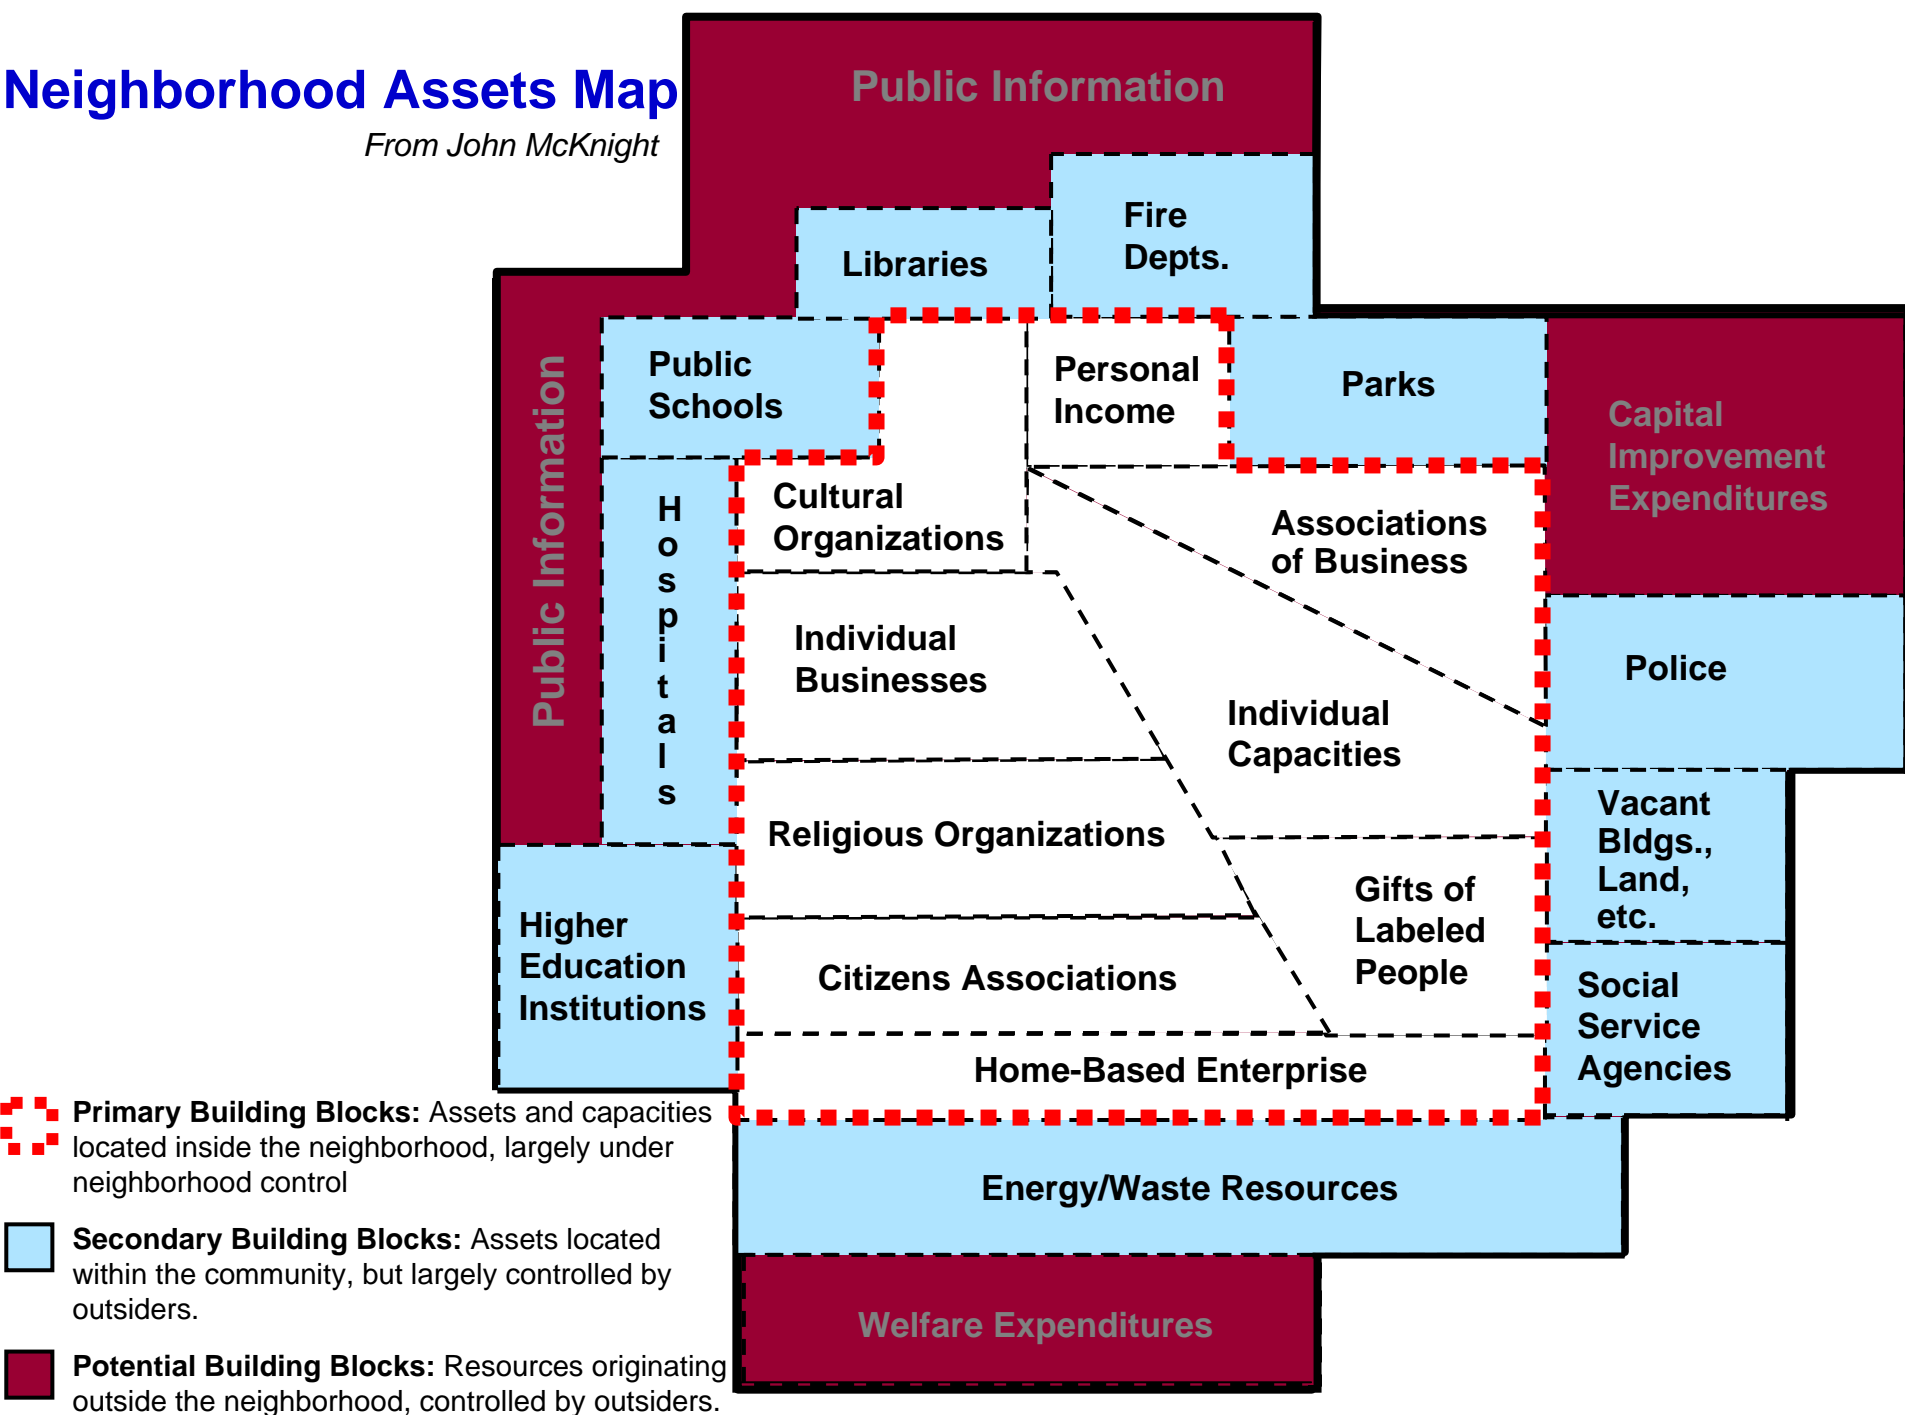 Neighborhood Assets Map
From John McKnight
Public Information
Fire
Depts.
Libraries
Public
Schools
Personal
Income
Parks
Capital
Improvement
Expenditures
Public Information
Hospitals
Cultural
Organizations
Associations
of Business
Individual
Businesses
Police
Individual
Capacities
Vacant
Bldgs.,
Land,
etc.
Religious Organizations
Gifts of
Labeled
People
Higher
Education
Institutions
Citizens Associations
Social
Service
Agencies
Home-Based Enterprise
Energy/Waste Resources
Welfare Expenditures
Primary Building Blocks: Assets and capacities
located inside the neighborhood, largely under
neighborhood control
Secondary Building Blocks: Assets located
within the community, but largely controlled by
outsiders.
Potential Building Blocks: Resources originating
outside the neighborhood, controlled by outsiders.